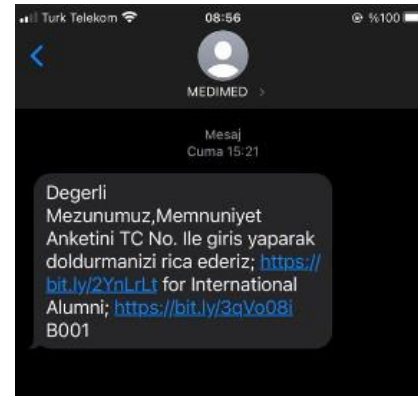 Turk Telekom 08:56 %100
MEDIMED >
Mesaj
Cuma 15:21
Degerli
Mezunumuz,Memnuniyet
Anketini TC No. Ile giris yaparak
doldurmanizi rica ederiz; https://
bit.ly/2YnLrLt for International
Alumni; https://bit.ly/3qVo08i
B001